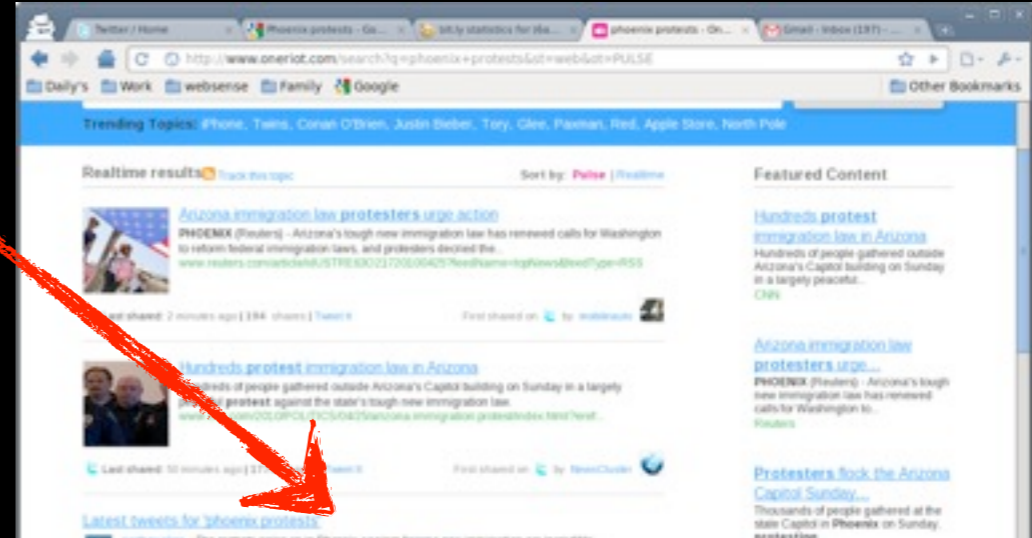 Twitter / Home
Phoenix protests - Go...
bit.ly statistics for
phoenix protests - On...
Gmail - Inbox (197) - ...
http://www.oneriot.com/search?q=phoenix+protests&st=web&ot=PULSE
Daily's Work websense Family Google Other Bookmarks
Trending Topics: iPhone, Twins, Conan O'Brien, Justin Bieber, Tory, Glee, Paxman, Red, Apple Store, North Pole
Realtime results Track this topic
Sort by: Pulse | Realtime
Arizona immigration law protesters urge action
PHOENIX (Reuters) - Arizona's tough new immigration law has renewed calls for Washington
to reform federal immigration laws, and protesters decried the...
Last shared: 2 minutes ago | 194 shares | Tweet it
First shared on by
Hundreds protest immigration law in Arizona
of people gathered outside Arizona's Capitol building on Sunday in a largely
protest against the state's tough new immigration law.
Last shared: 50 minutes ago | Tweet it
First shared on by
Latest tweets for 'phoenix protests'
Featured Content
Hundreds protest
immigration law in Arizona
Hundreds of people gathered outside
Arizona's Capitol building on Sunday
in a largely peaceful...
CNN
Arizona immigration law
protesters urge...
PHOENIX (Reuters) - Arizona's tough
new immigration law has renewed
calls for Washington to...
Reuters
Protesters flock the Arizona
Capitol Sunday...
Thousands of people gathered at the
state Capitol in Phoenix on Sunday,
protesting